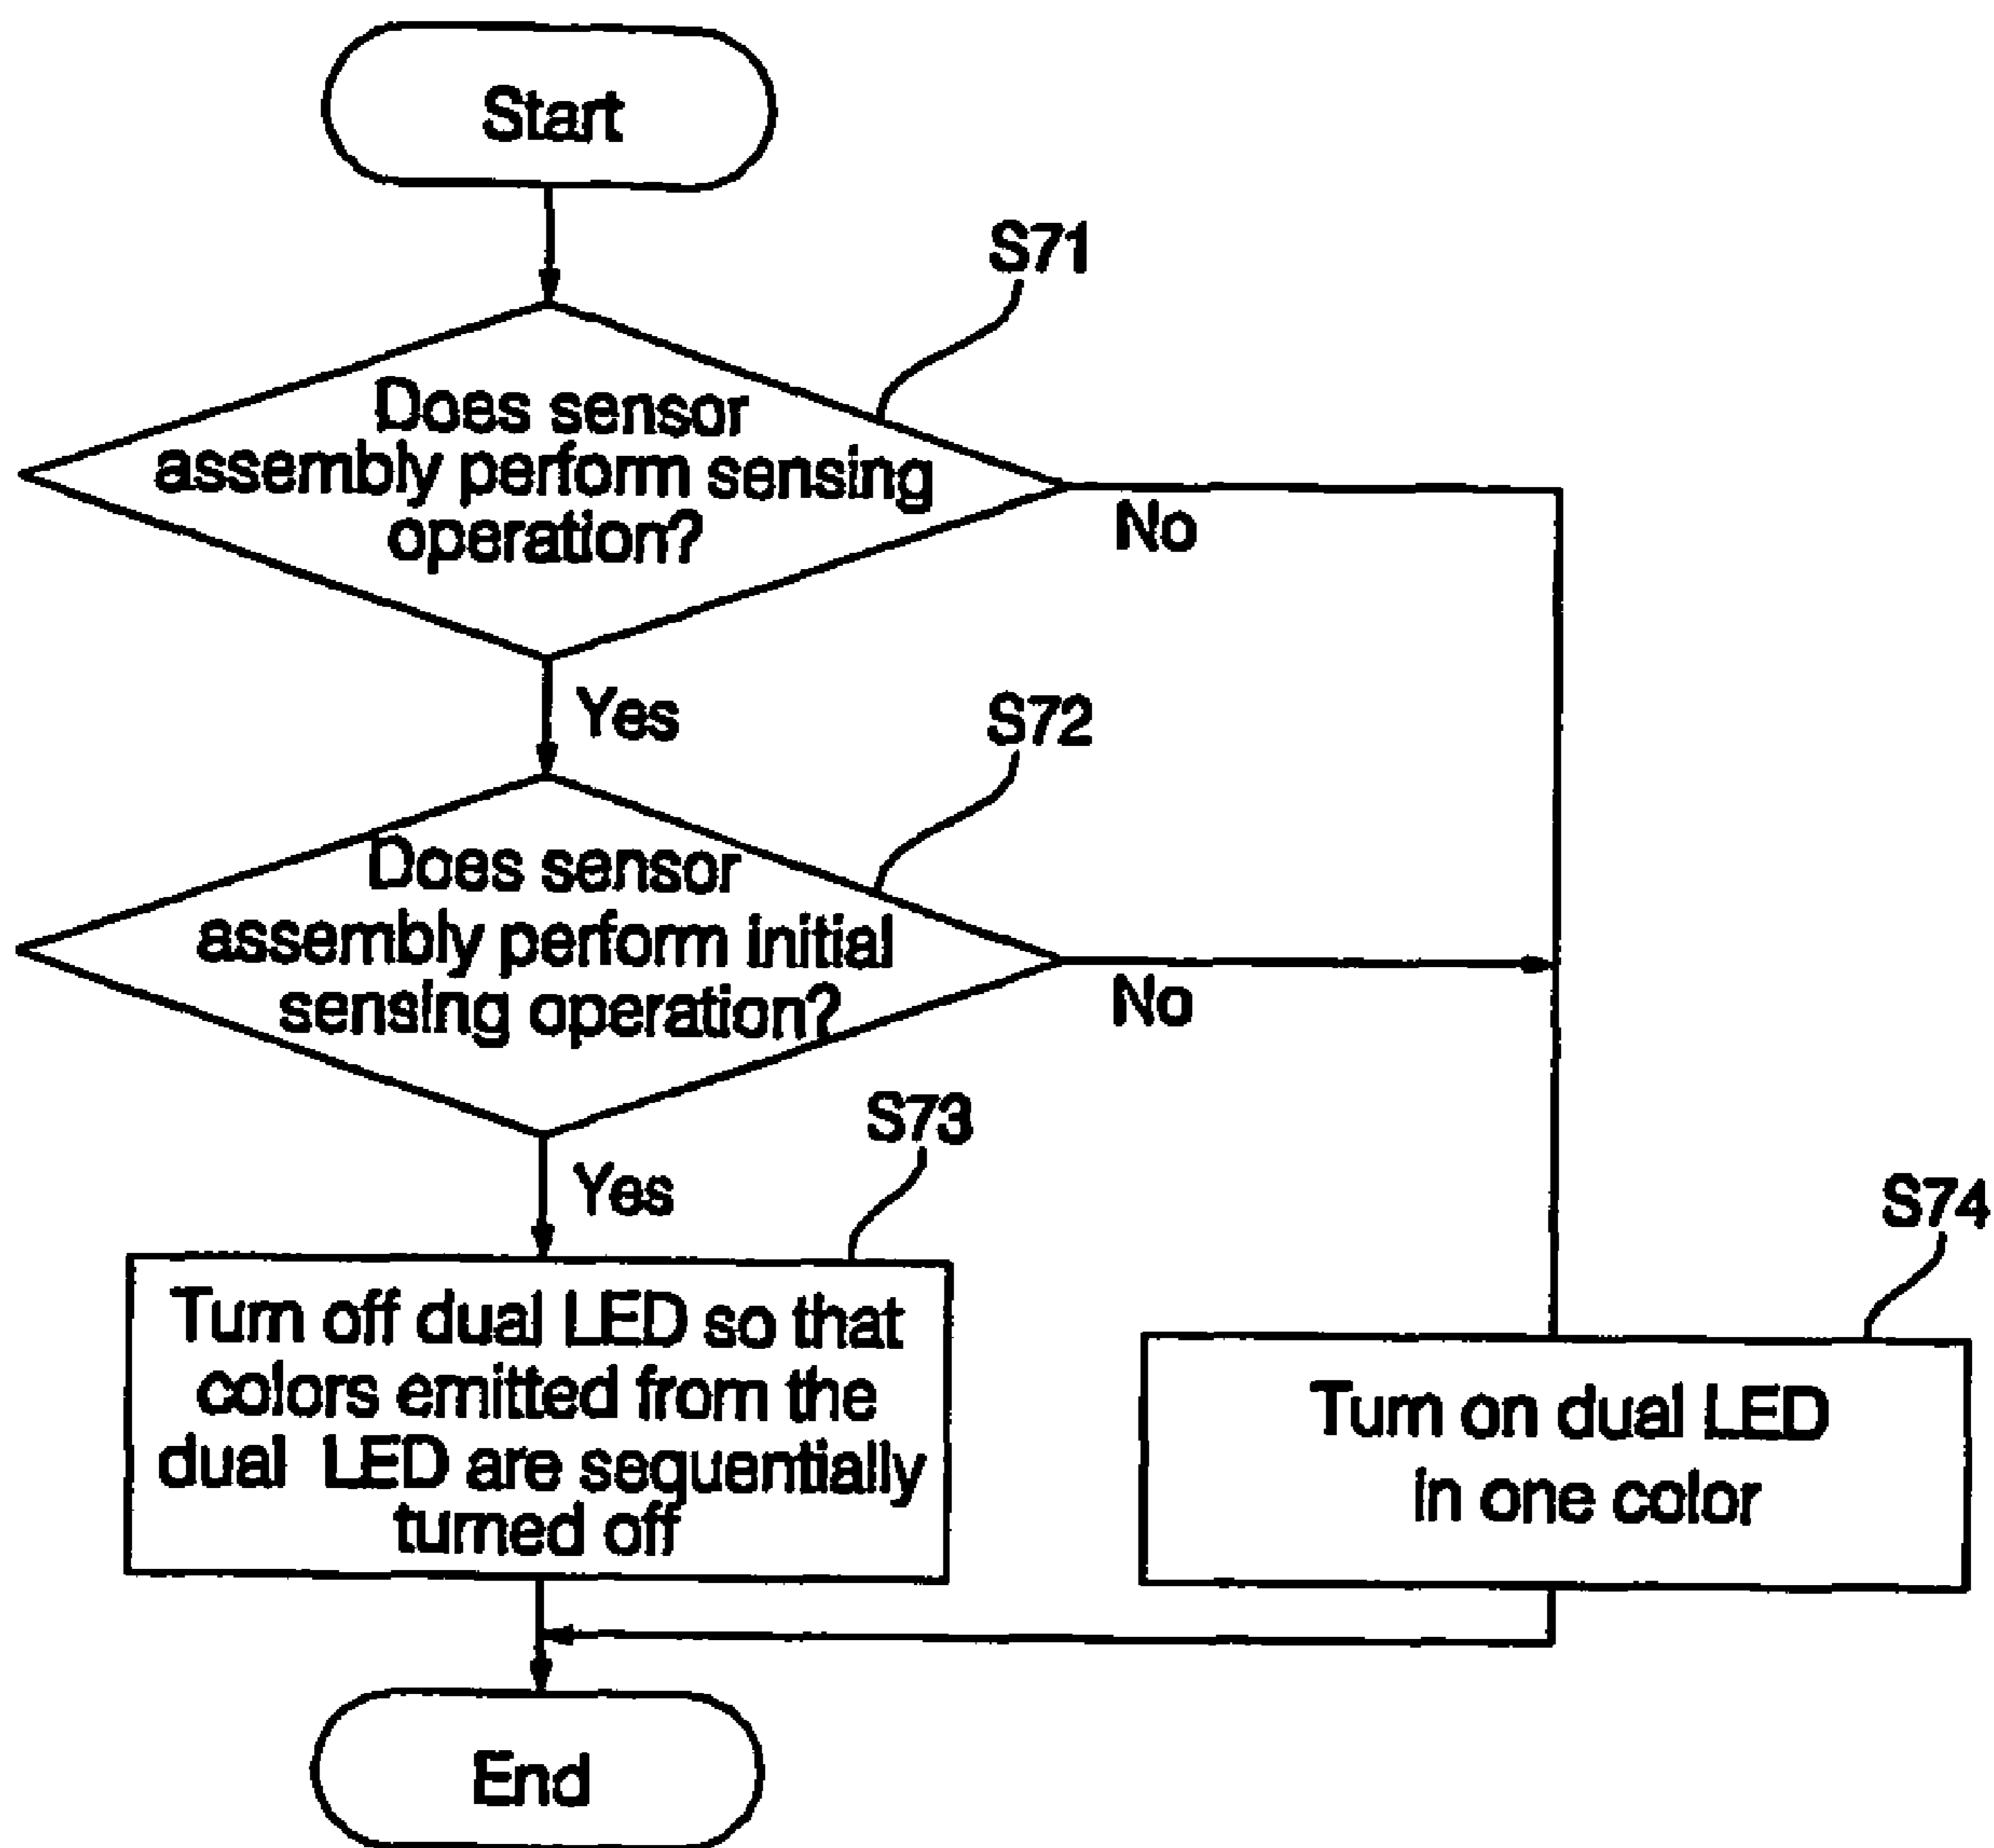 Start
S71
Does sensor
assembly perform sensing
operation?
No
Yes
S72
Does sensor
assembly perform initial
sensing operation?
No
Yes
S73
S74
Turn off dual LED so that
colors emitted from the
dual LED are sequentially
turned off
Turn on dual LED
in one color
End